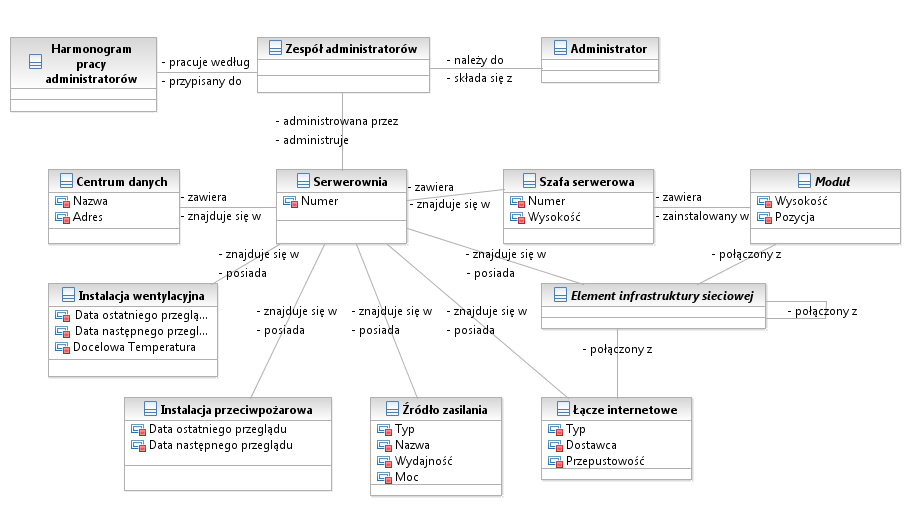 Harmonogram
pracy
administratorów
- pracuje według
- przypisany do
Zespół administratorów
- należy do
- składa się z
Administrator
- administrowana przez
- administruje
Centrum danych
Nazwa
Adres
- zawiera
- znajduje się w
Serwerownia
Numer
- zawiera
- znajduje się w
Szafa serwerowa
Numer
Wysokość
- zawiera
- zainstalowany w
Moduł
Wysokość
Pozycja
- znajduje się w
- posiada
- znajduje się w
- posiada
- połączony z
Instalacja wentylacyjna
Data ostatniego przeglą...
Data następnego przegl...
Docelowa Temperatura
- znajduje się w
- posiada
- znajduje się w
- posiada
- znajduje się w
- posiada
Element infrastruktury sieciowej
- połączony z
- połączony z
Instalacja przeciwpożarowa
Data ostatniego przeglądu
Data następnego przeglądu
Źródło zasilania
Typ
Nazwa
Wydajność
Moc
Łącze internetowe
Typ
Dostawca
Przepustowość